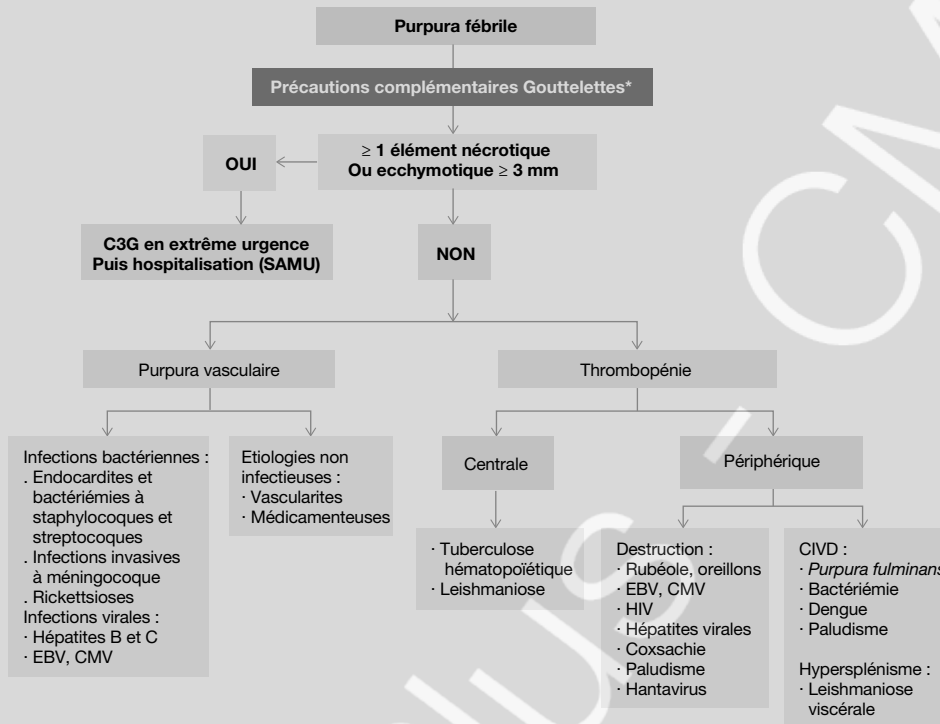 Purpura fébrile
Précautions complémentaires Gouttelettes*
≥ 1 élément nécrotique
Ou ecchymotique ≥ 3 mm
OUI
C3G en extrême urgence
Puis hospitalisation (SAMU)
NON
Purpura vasculaire
Thrombopénie
Infections bactériennes :
. Endocardites et
bactériémies à
staphylocoques et
streptocoques
. Infections invasives
à méningocoque
. Rickettsioses
Infections virales :
· Hépatites B et C
· EBV, CMV
Etiologies non
infectieuses :
· Vascularites
· Médicamenteuses
Centrale
Périphérique
· Tuberculose
hématopoïétique
· Leishmaniose
Destruction :
· Rubéole, oreillons
· EBV, CMV
· HIV
· Hépatites virales
· Coxsachie
· Paludisme
· Hantavirus
CIVD :
· Purpura fulminans
· Bactériémie
· Dengue
· Paludisme
Hypersplénisme :
· Leishmaniose
viscérale